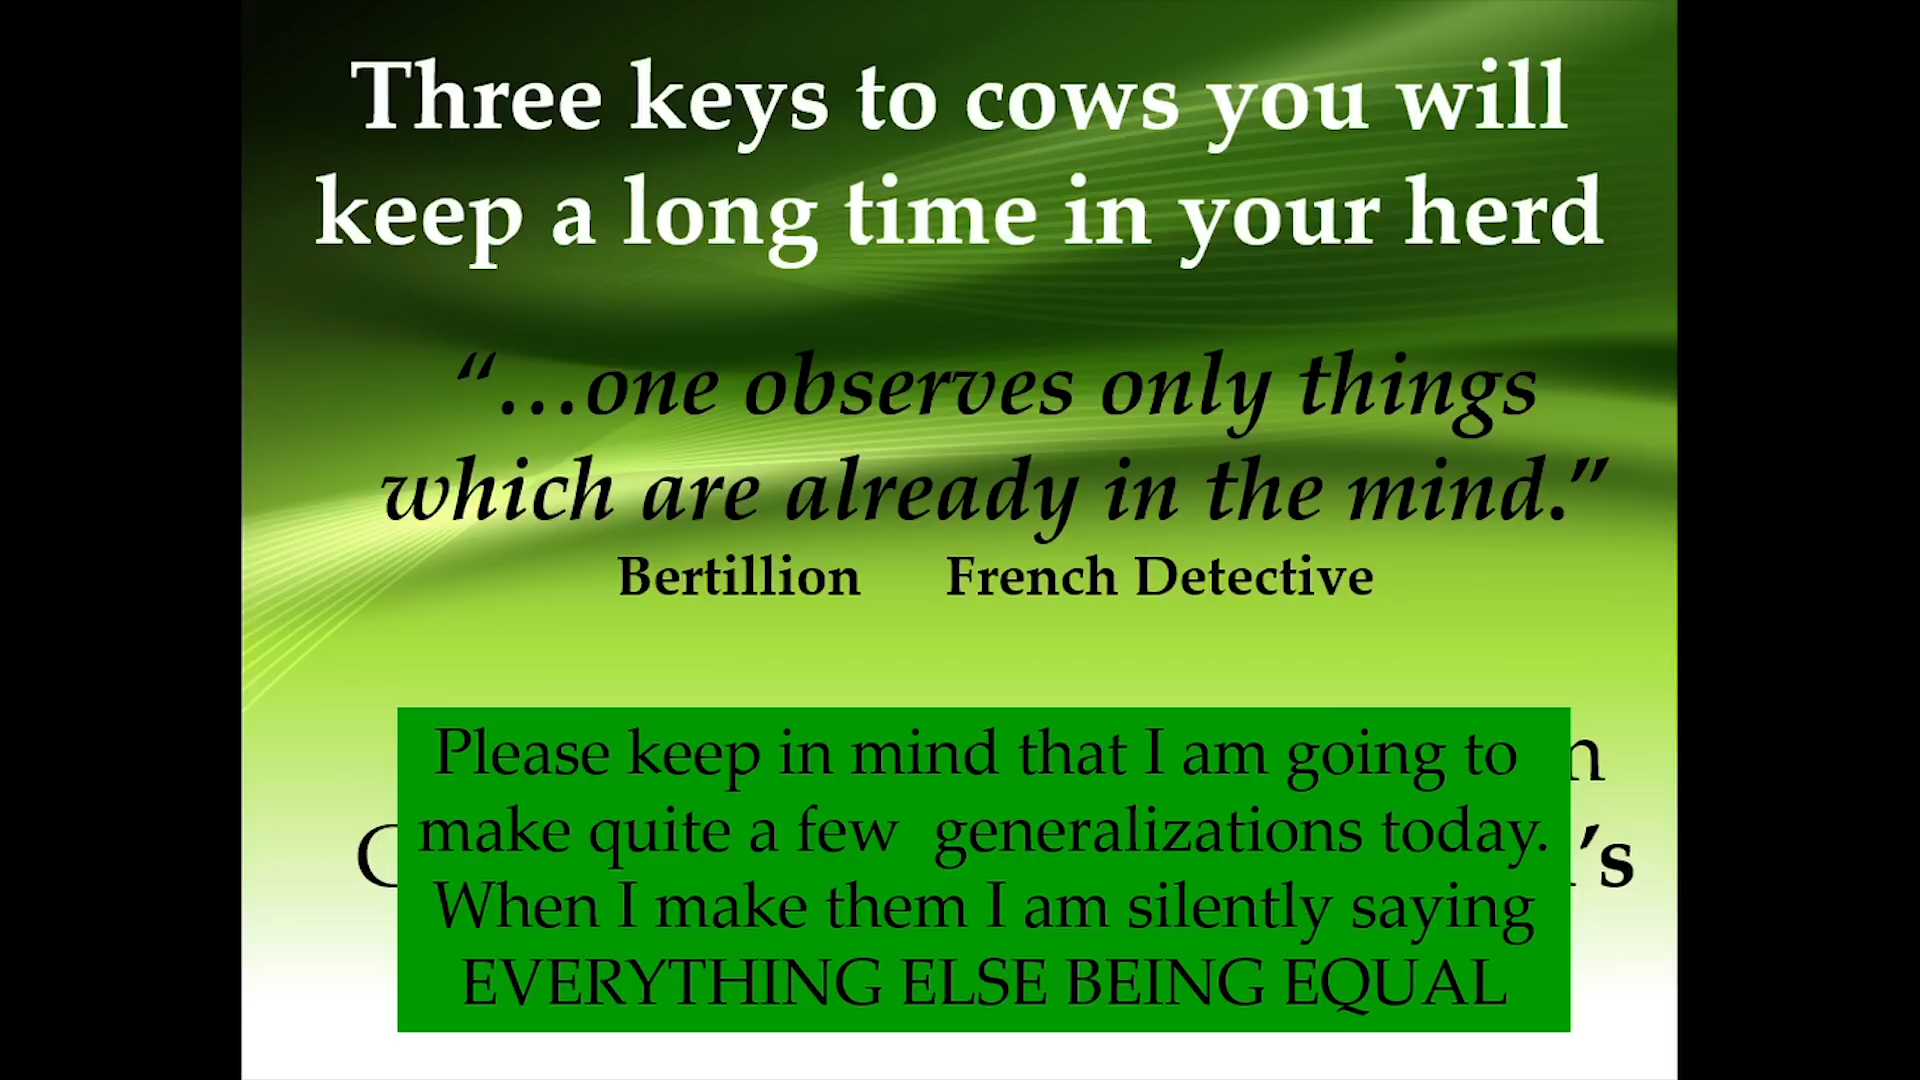 Three keys to cows you will
keep a long time in your herd
“…one observes only things
which are already in the mind.”
Bertillion French Detective
Please keep in mind that I am going to
make quite a few generalizations today.
When I make them I am silently saying
EVERYTHING ELSE BEING EQUAL